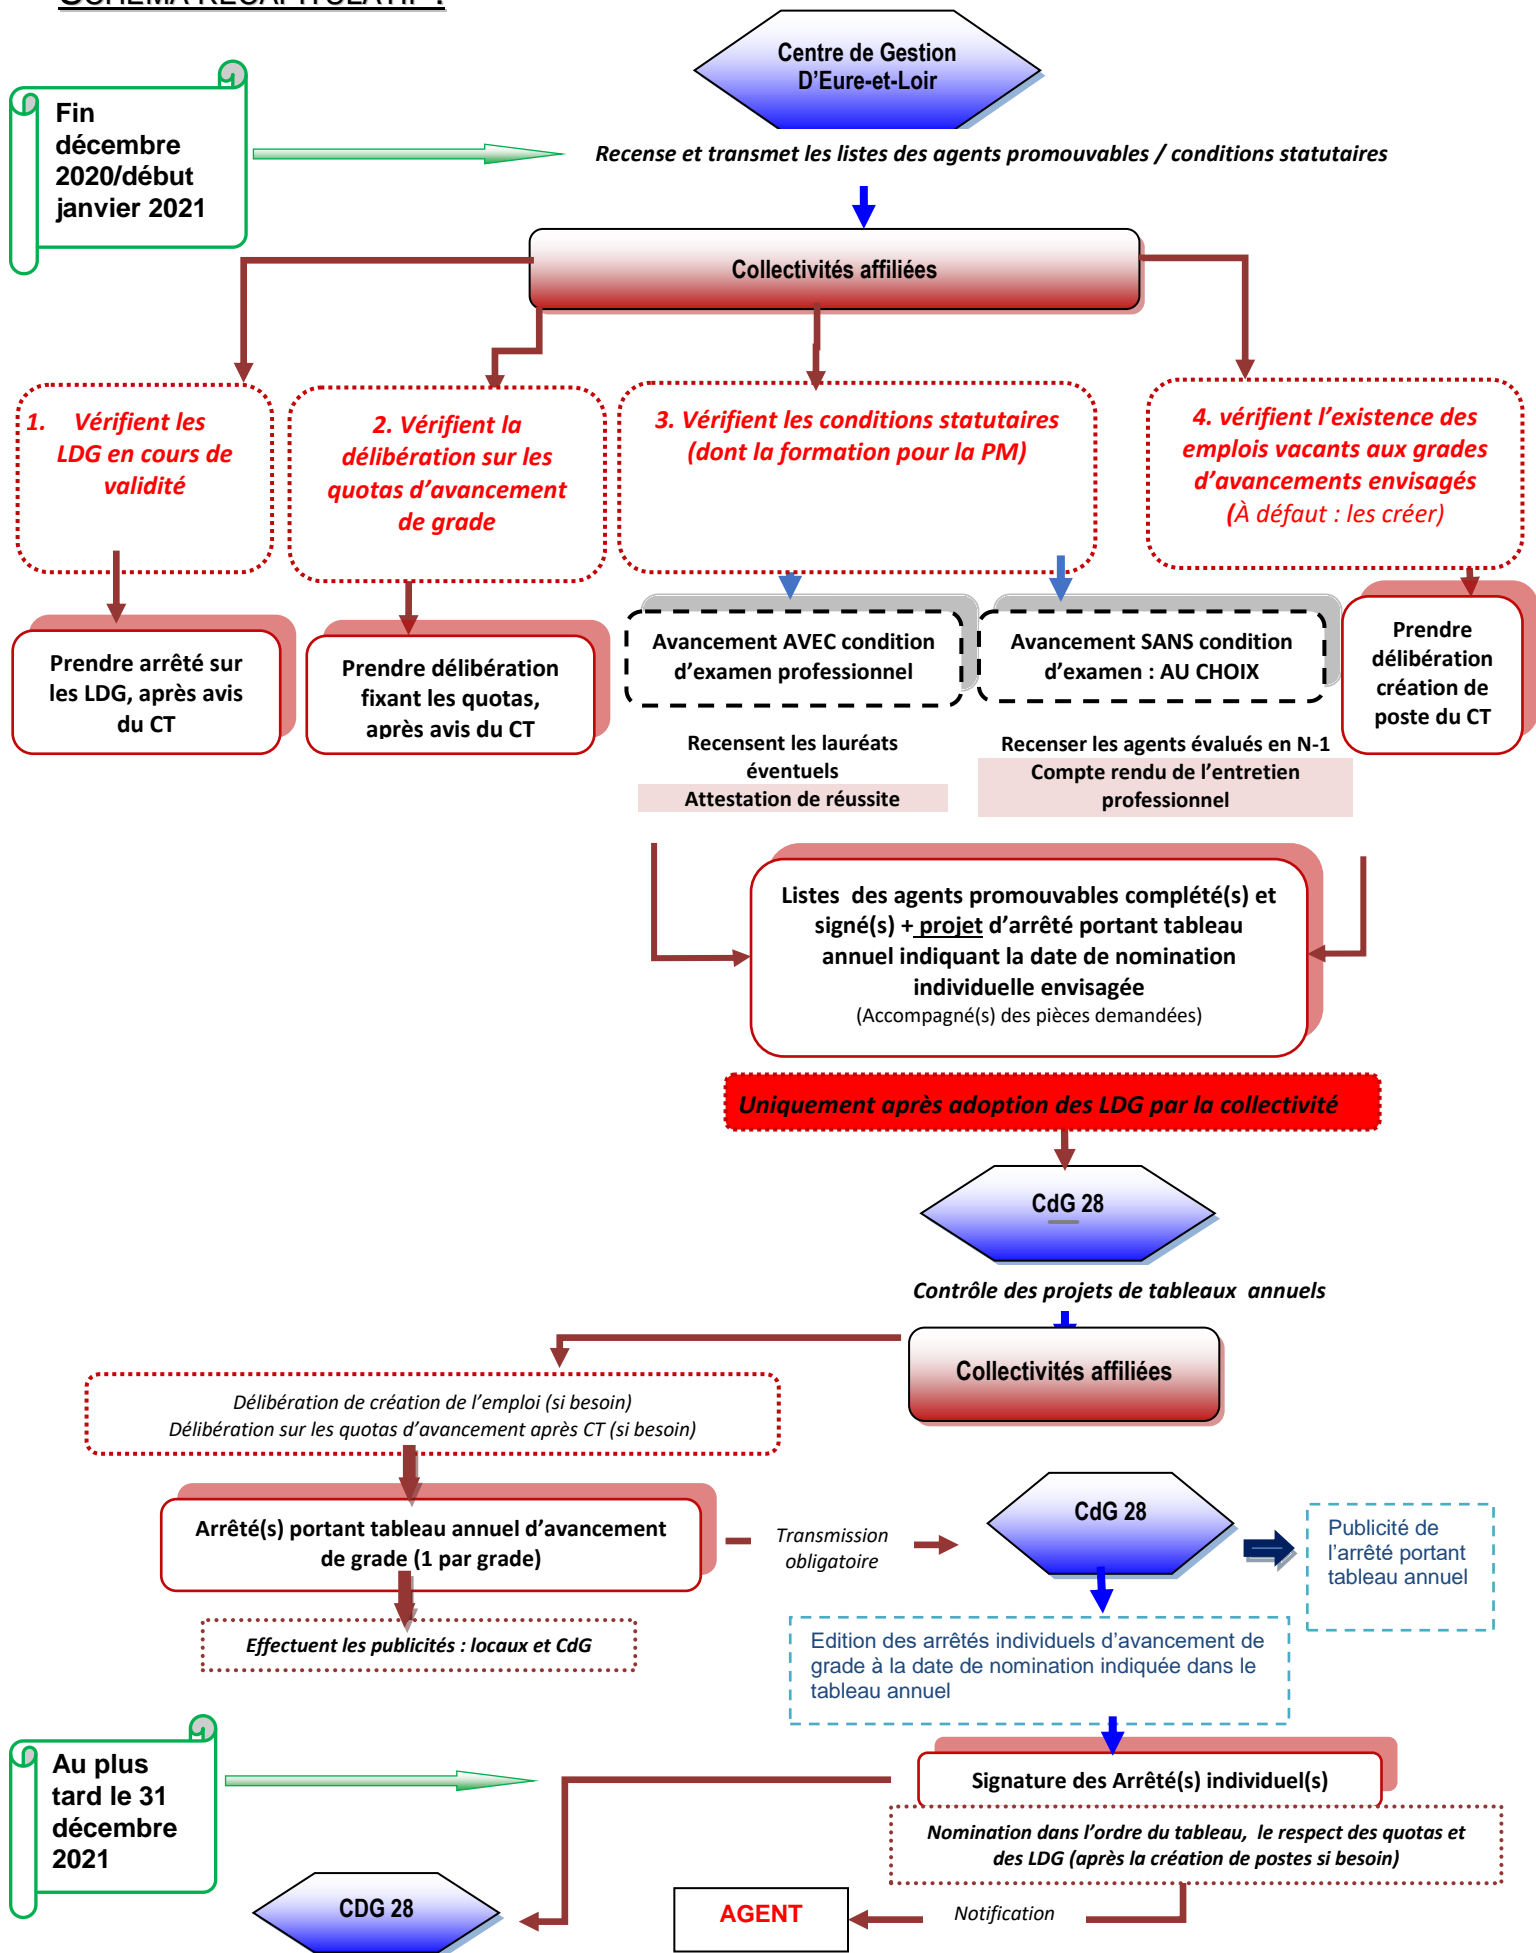 SCHEMA RECAPITULATIF :
Centre de Gestion
D'Eure-et-Loir
Fin
décembre
2020/début
janvier 2021
Recense et transmet les listes des agents promouvables / conditions statutaires
Collectivités affiliées
1. Vérifient les
LDG en cours de
validité
2. Vérifient la
délibération sur les
quotas d'avancement
de grade
3. Vérifient les conditions statutaires
(dont la formation pour la PM)
4. vérifient l'existence des
emplois vacants aux grades
d'avancements envisagés
(À défaut : les créer)
Prendre arrêté sur
les LDG, après avis
du CT
Prendre délibération
fixant les quotas,
après avis du CT
Avancement AVEC condition
d'examen professionnel
Avancement SANS condition
d'examen : AU CHOIX
Prendre
délibération
création de
poste du CT
Recensent les lauréats
éventuels
Attestation de réussite
Recenser les agents évalués en N-1
Compte rendu de l'entretien
professionnel
Listes des agents promouvables complété(s) et
signé(s) + projet d'arrêté portant tableau
annuel indiquant la date de nomination
individuelle envisagée
(Accompagné(s) des pièces demandées)
Uniquement après adoption des LDG par la collectivité
CdG 28
Contrôle des projets de tableaux annuels
Collectivités affiliées
Délibération de création de l'emploi (si besoin)
Délibération sur les quotas d'avancement après CT (si besoin)
Arrêté(s) portant tableau annuel d'avancement
de grade (1 par grade)
Transmission
obligatoire
CdG 28
Publicité de
l'arrêté portant
tableau annuel
Effectuent les publicités : locaux et CdG
Edition des arrêtés individuels d'avancement de
grade à la date de nomination indiquée dans le
tableau annuel
Au plus
tard le 31
décembre
2021
Signature des Arrêté(s) individuel(s)
Nomination dans l'ordre du tableau, le respect des quotas et
des LDG (après la création de postes si besoin)
CDG 28
AGENT
Notification